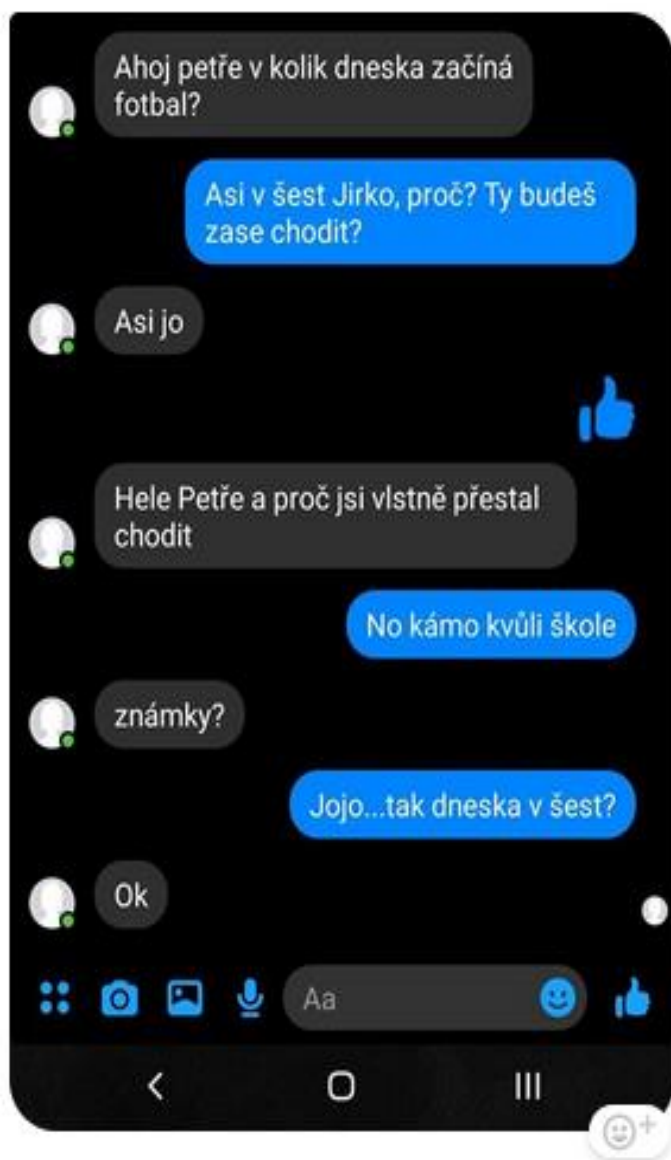 Ahoj petře v kolik dneska začíná
fotbal?
Asi v šest Jirko, proč? Ty budeš
zase chodit?
Asi jo
Hele Petře a proč jsi vlstně přestal
chodit
No kámo kvůli škole
známky?
Jojo...tak dneska v šest?
Ok
Aa